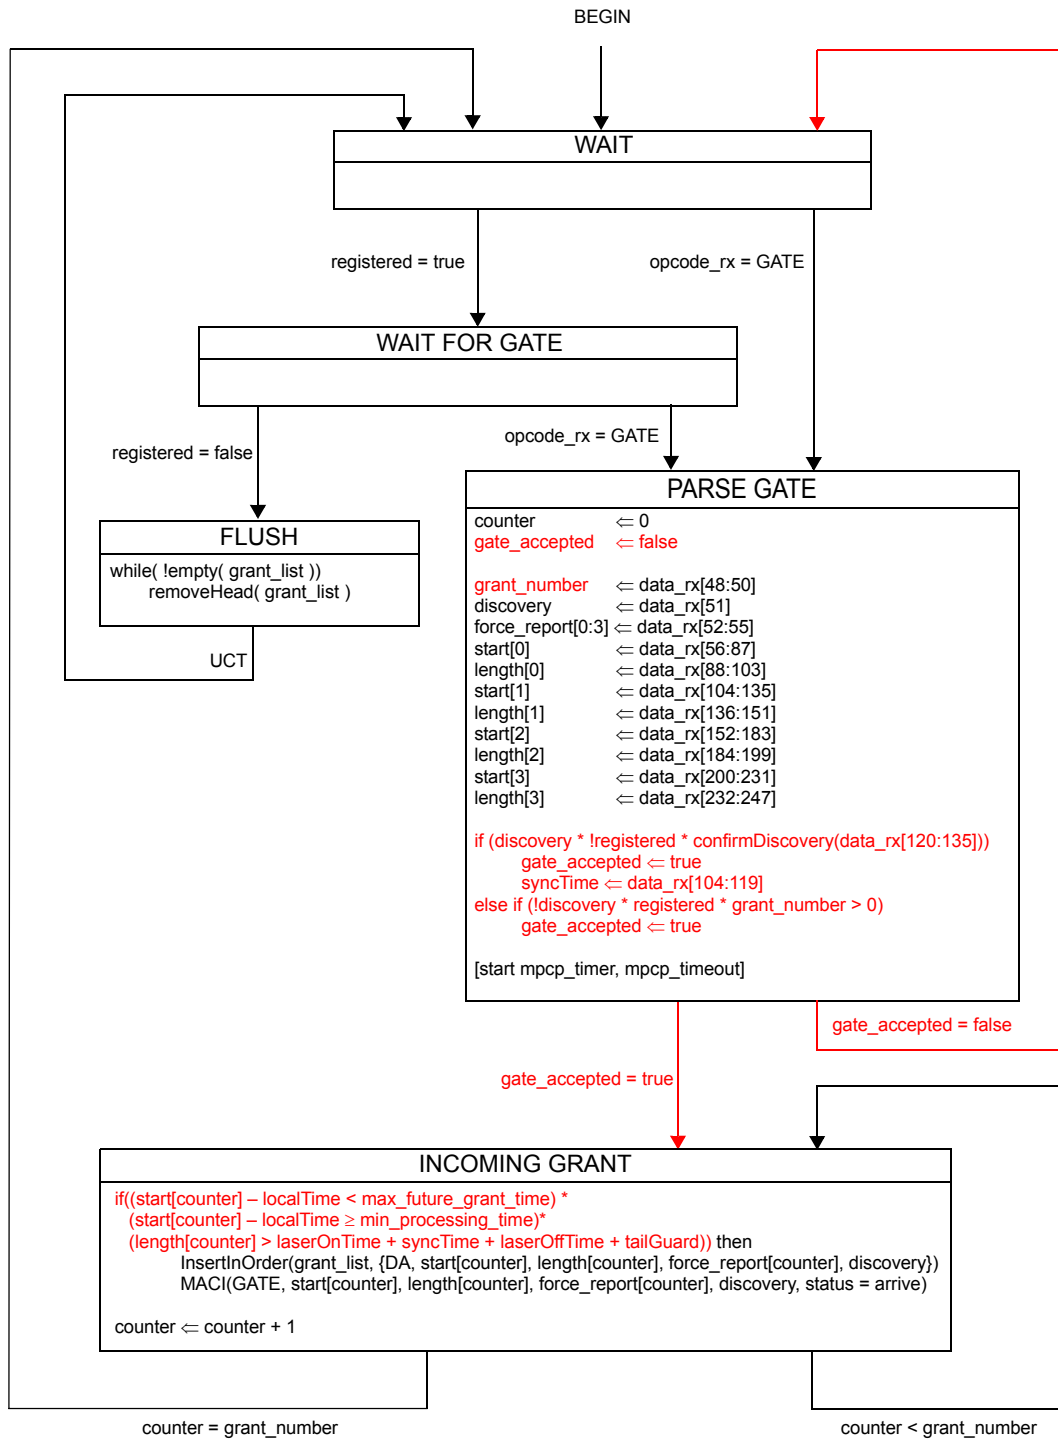 BEGIN
WAIT
registered = true
opcode_rx = GATE
WAIT FOR GATE
registered = false
opcode_rx = GATE
FLUSH
while( !empty( grant_list ))
removeHead( grant_list )
UCT
PARSE GATE
counter ⇐ 0
gate_accepted ⇐ false
grant_number ⇐ data_rx[48:50]
discovery ⇐ data_rx[51]
force_report[0:3] ⇐ data_rx[52:55]
start[0] ⇐ data_rx[56:87]
length[0] ⇐ data_rx[88:103]
start[1] ⇐ data_rx[104:135]
length[1] ⇐ data_rx[136:151]
start[2] ⇐ data_rx[152:183]
length[2] ⇐ data_rx[184:199]
start[3] ⇐ data_rx[200:231]
length[3] ⇐ data_rx[232:247]
if (discovery * !registered * confirmDiscovery(data_rx[120:135]))
gate_accepted ⇐ true
syncTime ⇐ data_rx[104:119]
else if (!discovery * registered * grant_number > 0)
gate_accepted ⇐ true
[start mpcp_timer, mpcp_timeout]
gate_accepted = false
gate_accepted = true
INCOMING GRANT
if((start[counter] – localTime < max_future_grant_time) *
(start[counter] – localTime ≥ min_processing_time)*
(length[counter] > laserOnTime + syncTime + laserOffTime + tailGuard)) then
InsertInOrder(grant_list, {DA, start[counter], length[counter], force_report[counter], discovery})
MACI(GATE, start[counter], length[counter], force_report[counter], discovery, status = arrive)
counter ⇐ counter + 1
counter = grant_number
counter < grant_number